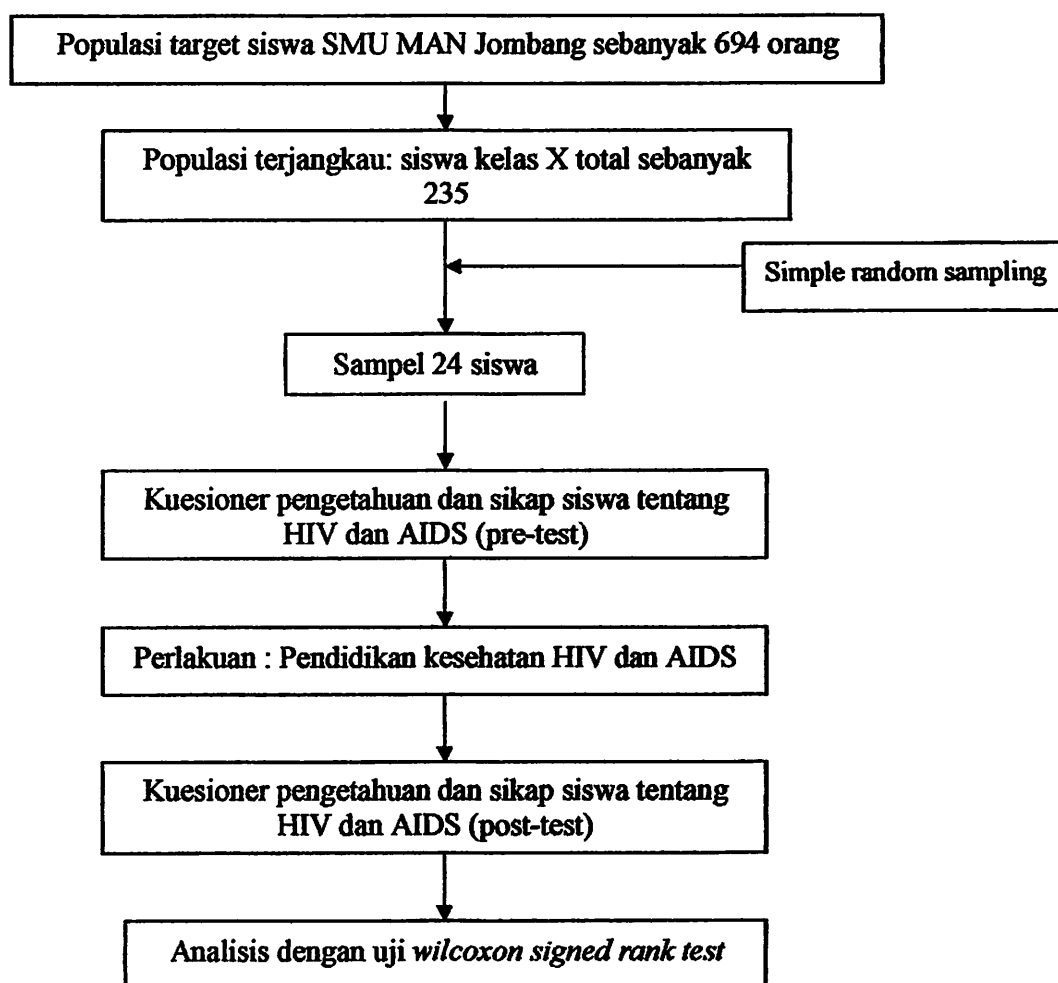 Populasi target siswa SMU MAN Jombang sebanyak 694 orang
Populasi terjangkau: siswa kelas X total sebanyak
235
Simple random sampling
Sampel 24 siswa
Kuesioner pengetahuan dan sikap siswa tentang
HIV dan AIDS (pre-test)
Perlakuan : Pendidikan kesehatan HIV dan AIDS
Kuesioner pengetahuan dan sikap siswa tentang
HIV dan AIDS (post-test)
Analisis dengan uji wilcoxon signed rank test